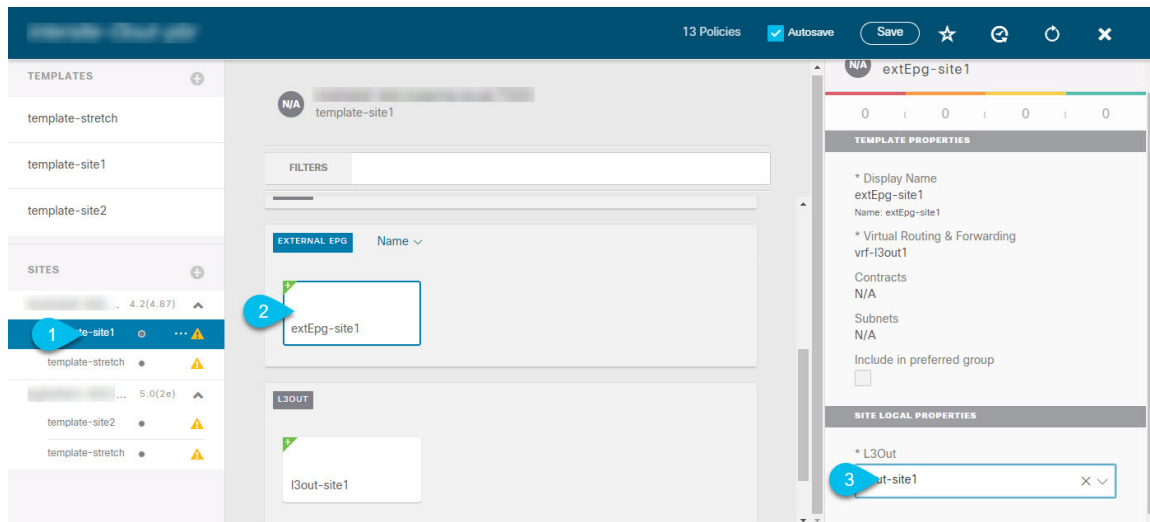 13 Policies
Autosave
Save
TEMPLATES
template-stretch
template-site1
template-site2
SITES
4.2(4.87)
1
te-site1
template-stretch
... 5.0(2e)
template-site2
template-stretch
N/A
template-site1
FILTERS
EXTERNAL EPG
Name
2
extEpg-site1
L3OUT
l3out-site1
N/A
extEpg-site1
0
0
0
0
TEMPLATE PROPERTIES
* Display Name
extEpg-site1
Name: extEpg-site1
* Virtual Routing & Forwarding
vrf-l3out1
Contracts
N/A
Subnets
N/A
Include in preferred group
SITE LOCAL PROPERTIES
* L3Out
3
ut-site1